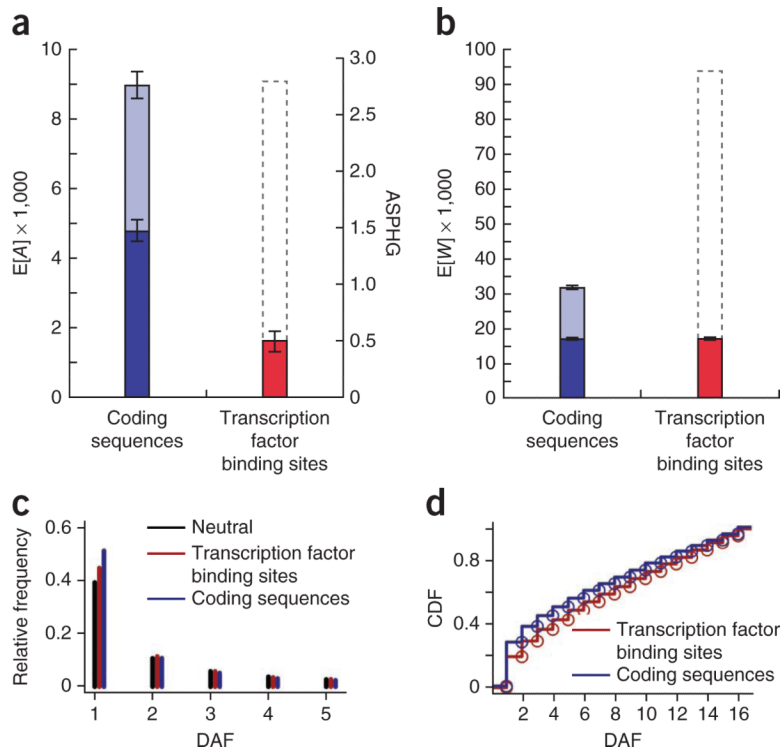 a
10
8
6
4
2
0
E[A] × 1,000
3.0
2.5
2.0
1.5
1.0
0.5
0
ASPHG
Coding
sequences
Transcription
factor
binding sites
b
100
90
80
70
60
50
40
30
20
10
0
E[W] × 1,000
Coding
sequences
Transcription
factor
binding sites
c
0.6
0.4
0.2
0
Relative frequency
Neutral
Transcription factor
binding sites
Coding sequences
1 2 3 4 5
DAF
d
0.8
0.4
0
CDF
Transcription factor
binding sites
Coding sequences
2 4 6 8 10 12 14 16
DAF